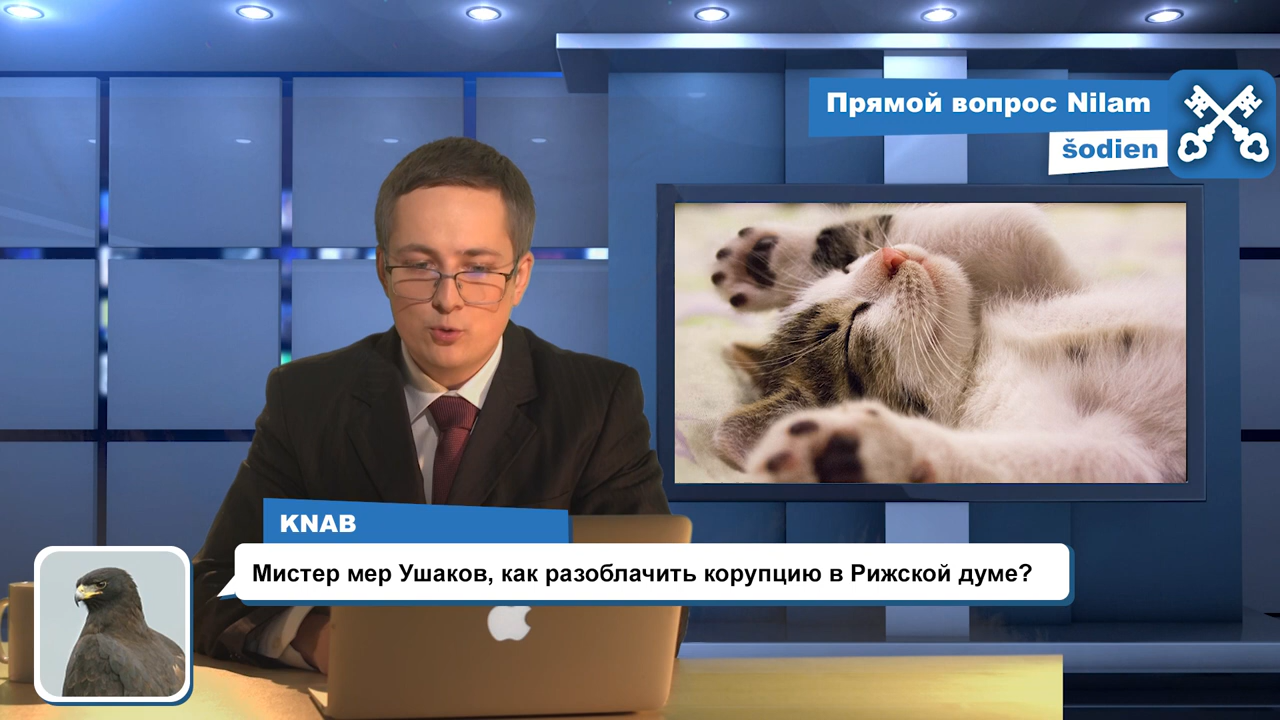 Прямой вопрос Nilam
šodien
KNAB
Мистер мер Ушаков, как разоблачить корупцию в Рижской думе?